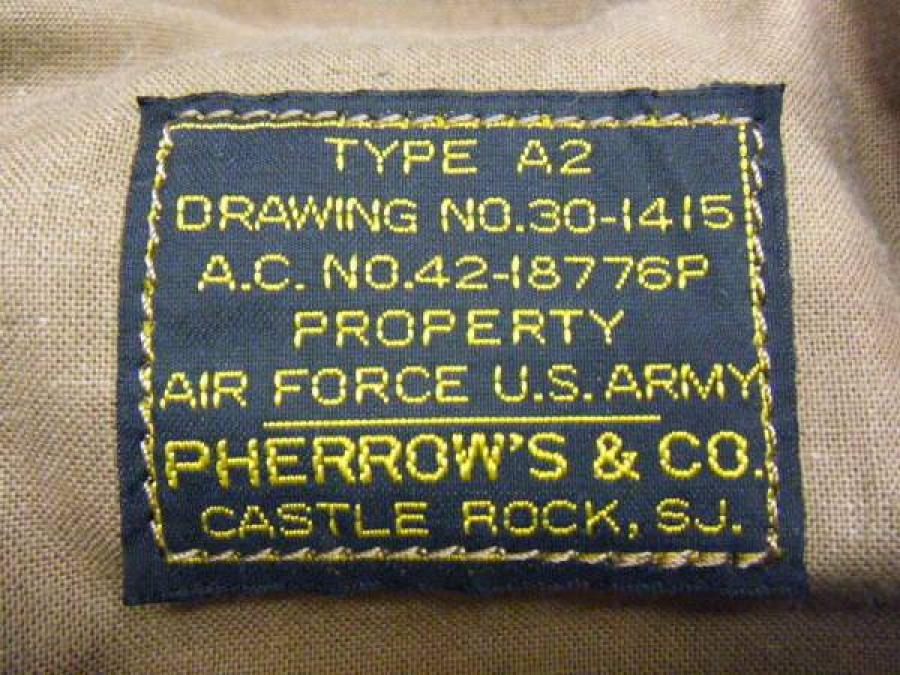 TYPE A2
DRAWING NO.30-1415
A.C. NO.42-18776P
PROPERTY
AIR FORCE U.S. ARMY
PHERROW'S & CO.
CASTLE ROCK, SJ.